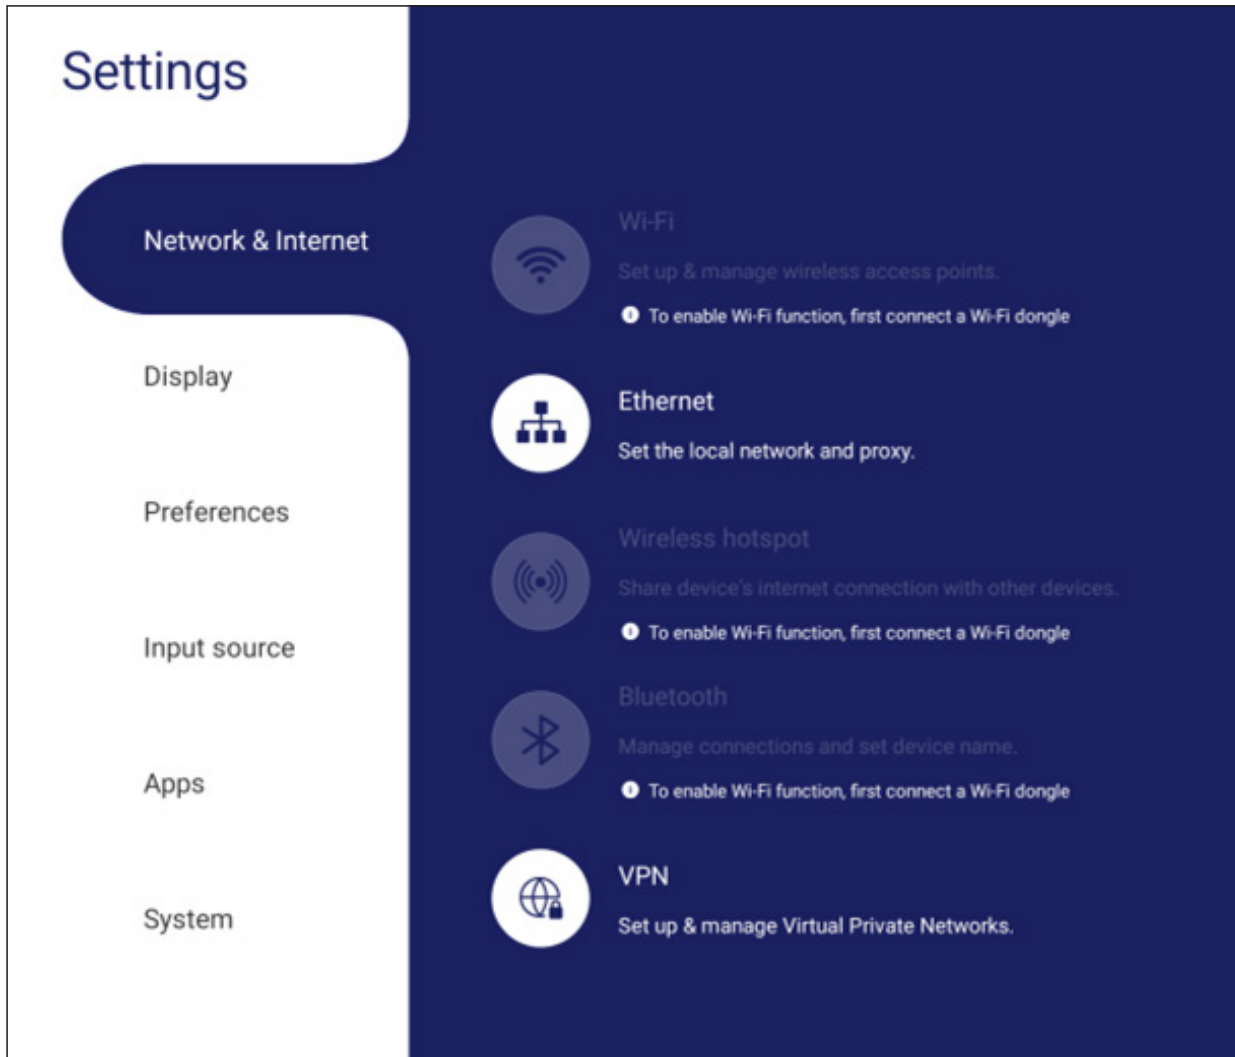 Settings
Network & Internet
Display
Preferences
Input source
Apps
System
Wi-Fi
Set up & manage wireless access points.
To enable Wi-Fi function, first connect a Wi-Fi dongle
Ethernet
Set the local network and proxy.
Wireless hotspot
Share device's internet connection with other devices.
To enable Wi-Fi function, first connect a Wi-Fi dongle
Bluetooth
Manage connections and set device name.
To enable Wi-Fi function, first connect a Wi-Fi dongle
VPN
Set up & manage Virtual Private Networks.